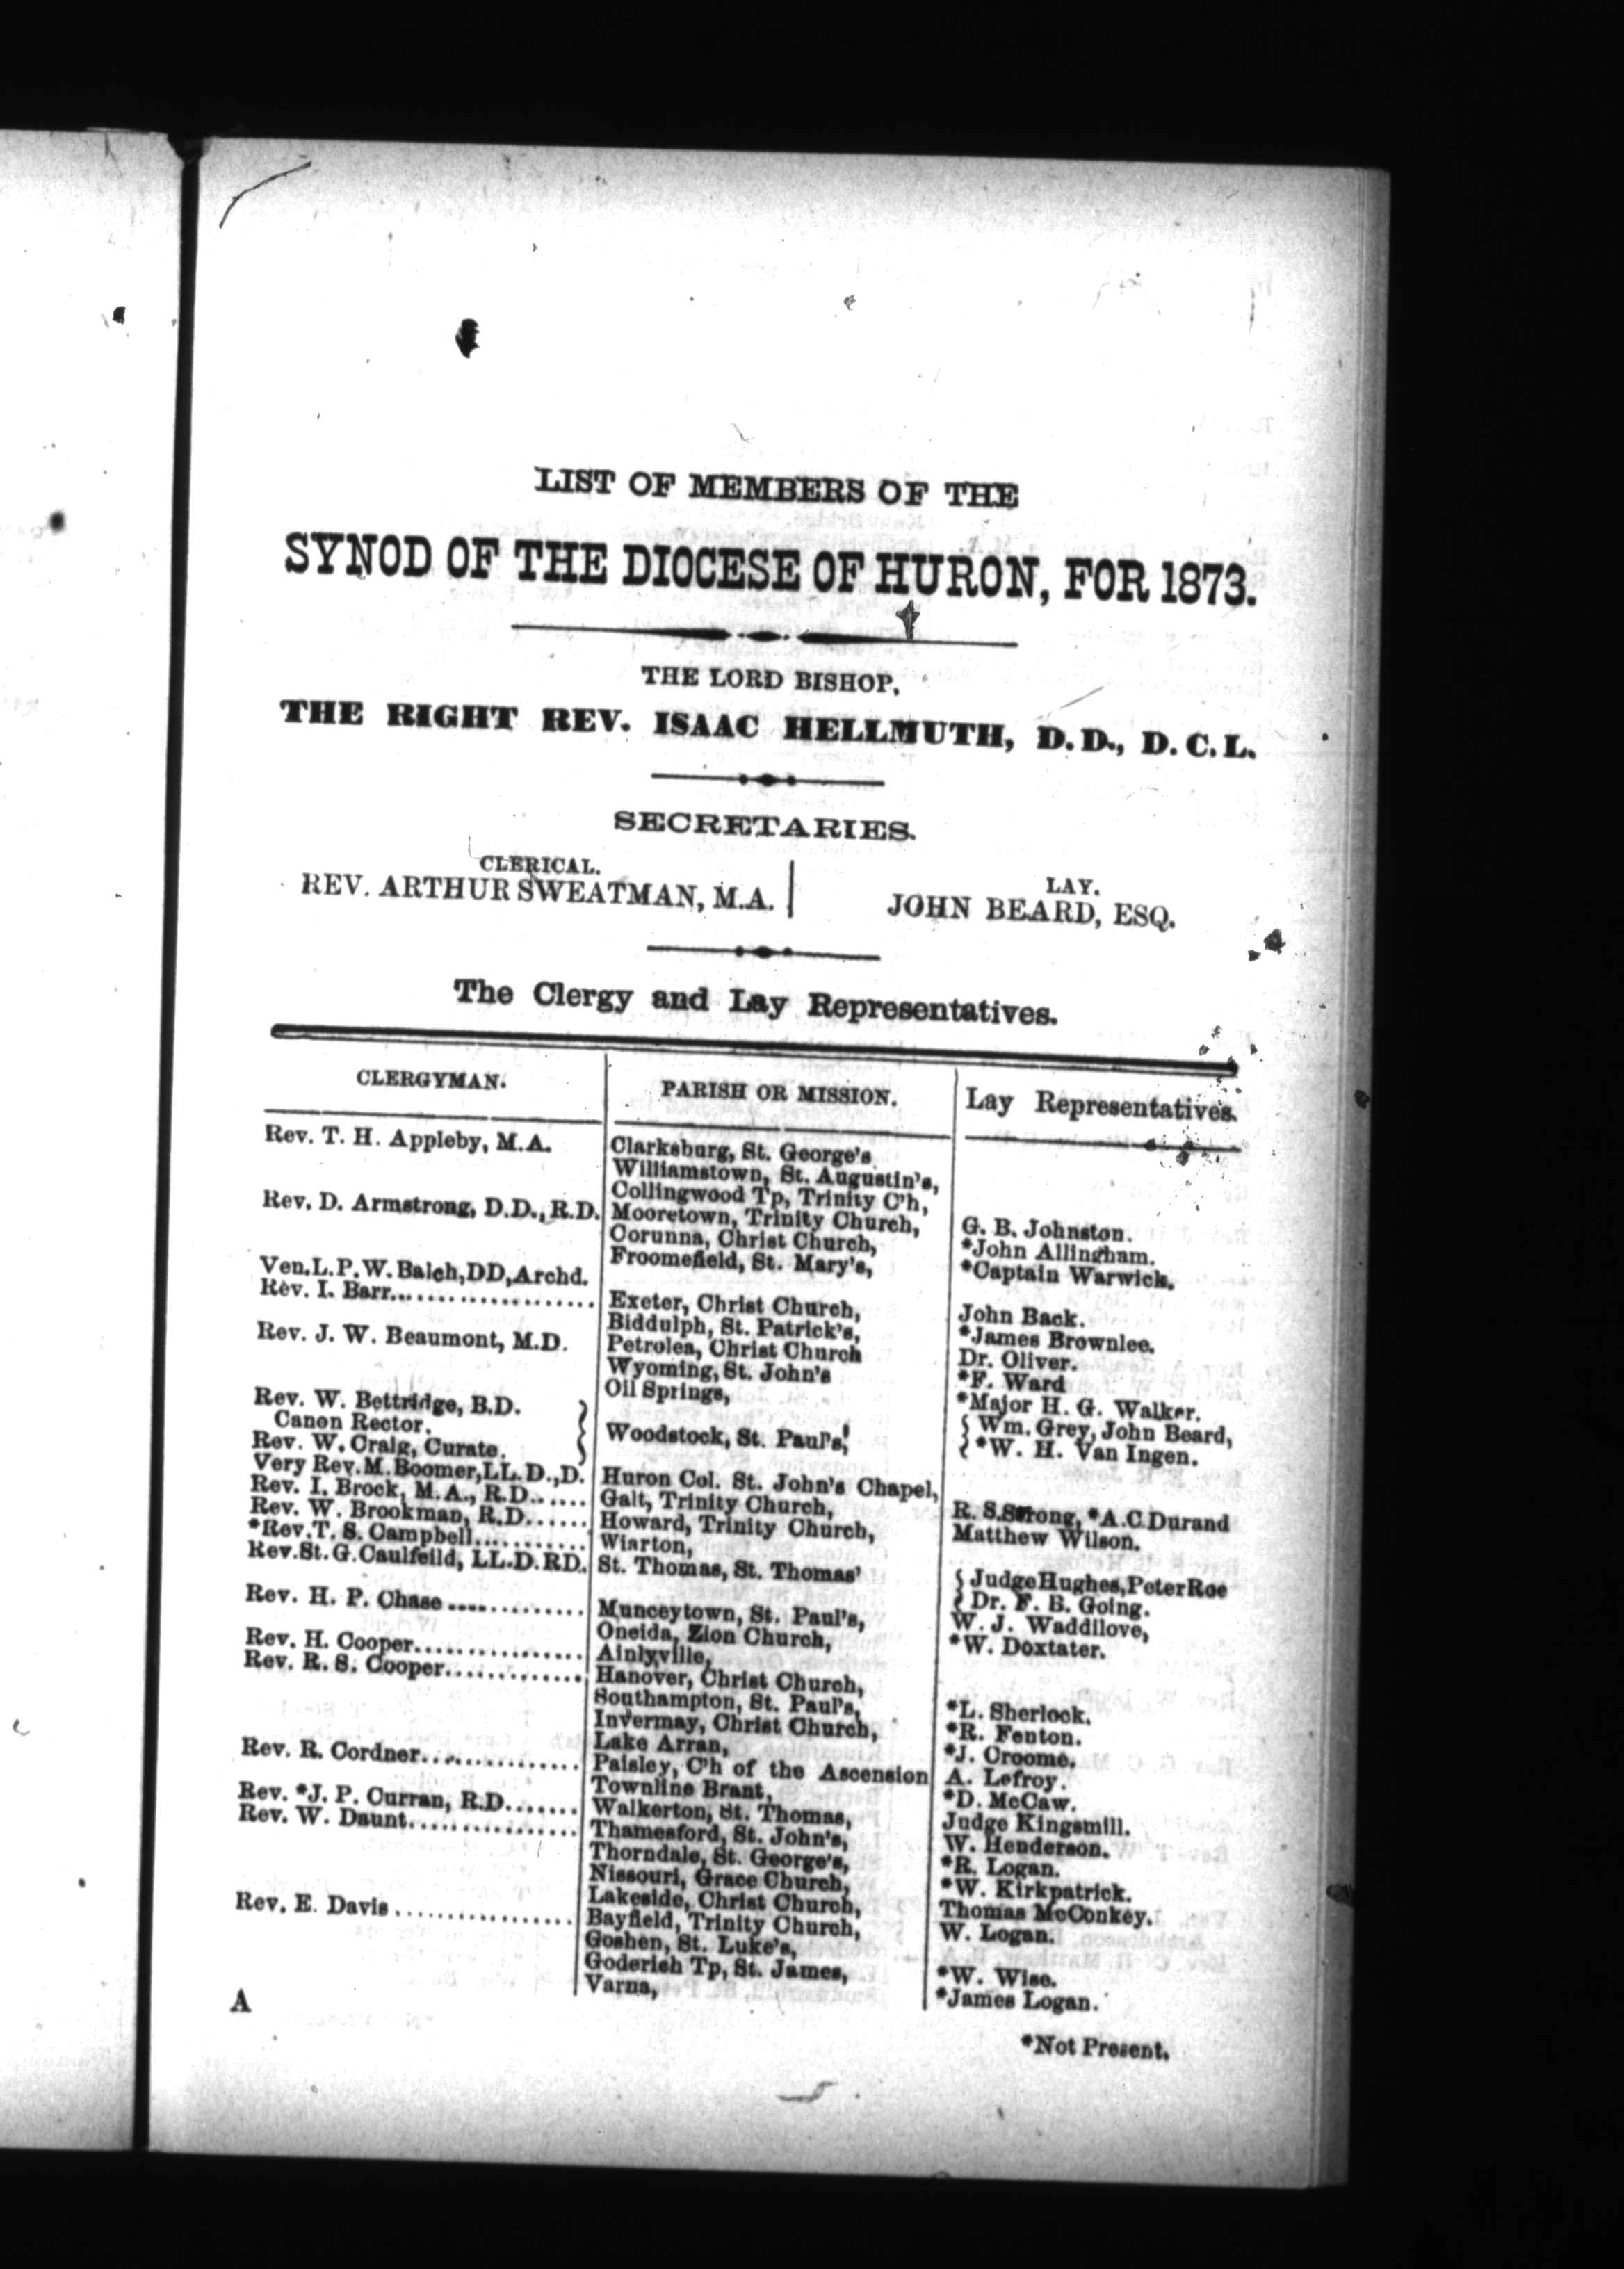 LIST OF MEMBERS OF THE
SYNOD OF THE DIOCESE OF HURON, FOR 1873.
THE LORD BISHOP,
THE RIGHT REV. ISAAC HELLMUTH, D.D., D.C.L.
SECRETARIES.
CLERICAL. LAY.
REV. ARTHUR SWEATMAN, M.A. JOHN BEARD, ESQ.
The Clergy and Lay Representatives.
CLERGYMAN. PARISH OR MISSION. Lay Representatives.
Rev. T. H. Appleby, M.A. Clarksburg, St. George's
Williamstown, St. Augustin's,
Collingwood Tp, Trinity C'h,
Rev. D. Armstrong, D.D., R.D. Mooretown, Trinity Church, G. B. Johnston.
Corunna, Christ Church, *John Allingham.
Froomefield, St. Mary's, *Captain Warwick.
Ven.L.P.W.Balch,DD,Archd.
Rev. I. Barr.................... Exeter, Christ Church, John Back.
Biddulph, St. Patrick's, *James Brownlee.
Rev. J. W. Beaumont, M.D. Petrolea, Christ Church Dr. Oliver.
Wyoming, St. John's *F. Ward
Oil Springs, *Major H. G. Walker.
Rev. W. Bettridge, B.D. { Wm. Grey, John Beard,
Canon Rector. } Woodstock, St. Paul's, { *W. H. Van Ingen.
Rev. W. Craig, Curate.
Very Rev.M.Boomer,LL.D.,D. Huron Col. St. John's Chapel,
Rev. I. Brock, M.A., R.D...... Galt, Trinity Church, R. S. Strong, *A.C Durand
Rev. W. Brookman, R.D...... Howard, Trinity Church, Matthew Wilson.
*Rev.T. S. Campbell............ Wiarton,
Rev.St.G.Caulfeild, LL.D.RD. St. Thomas, St. Thomas' { Judge Hughes, Peter Roe
{ Dr. F. B. Going.
Rev. H. P. Chase .............. Munceytown, St. Paul's, W. J. Waddilove,
Oneida, Zion Church, *W. Doxtater.
Rev. H. Cooper................. Ainlyville,
Rev. R. S. Cooper............. Hanover, Christ Church,
Southampton, St. Paul's, *L. Sherlock.
Invermay, Christ Church, *R. Fenton.
Lake Arran, *J. Croome.
Rev. R. Cordner................ Paisley, C'h of the Ascension A. Lefroy.
Townline Brant, *D. McCaw.
Rev. *J. P. Curran, R.D....... Walkerton, St. Thomas, Judge Kingsmill.
Rev. W. Daunt................. Thamesford, St. John's, W. Henderson.
Thorndale, St. George's, *R. Logan.
Nissouri, Grace Church, *W. Kirkpatrick.
Lakeside, Christ Church, Thomas McConkey.
Rev. E. Davis ................. Bayfield, Trinity Church, W. Logan.
Goshen, St. Luke's,
Goderich Tp, St. James, *W. Wise.
Varna, *James Logan.
A
*Not Present.